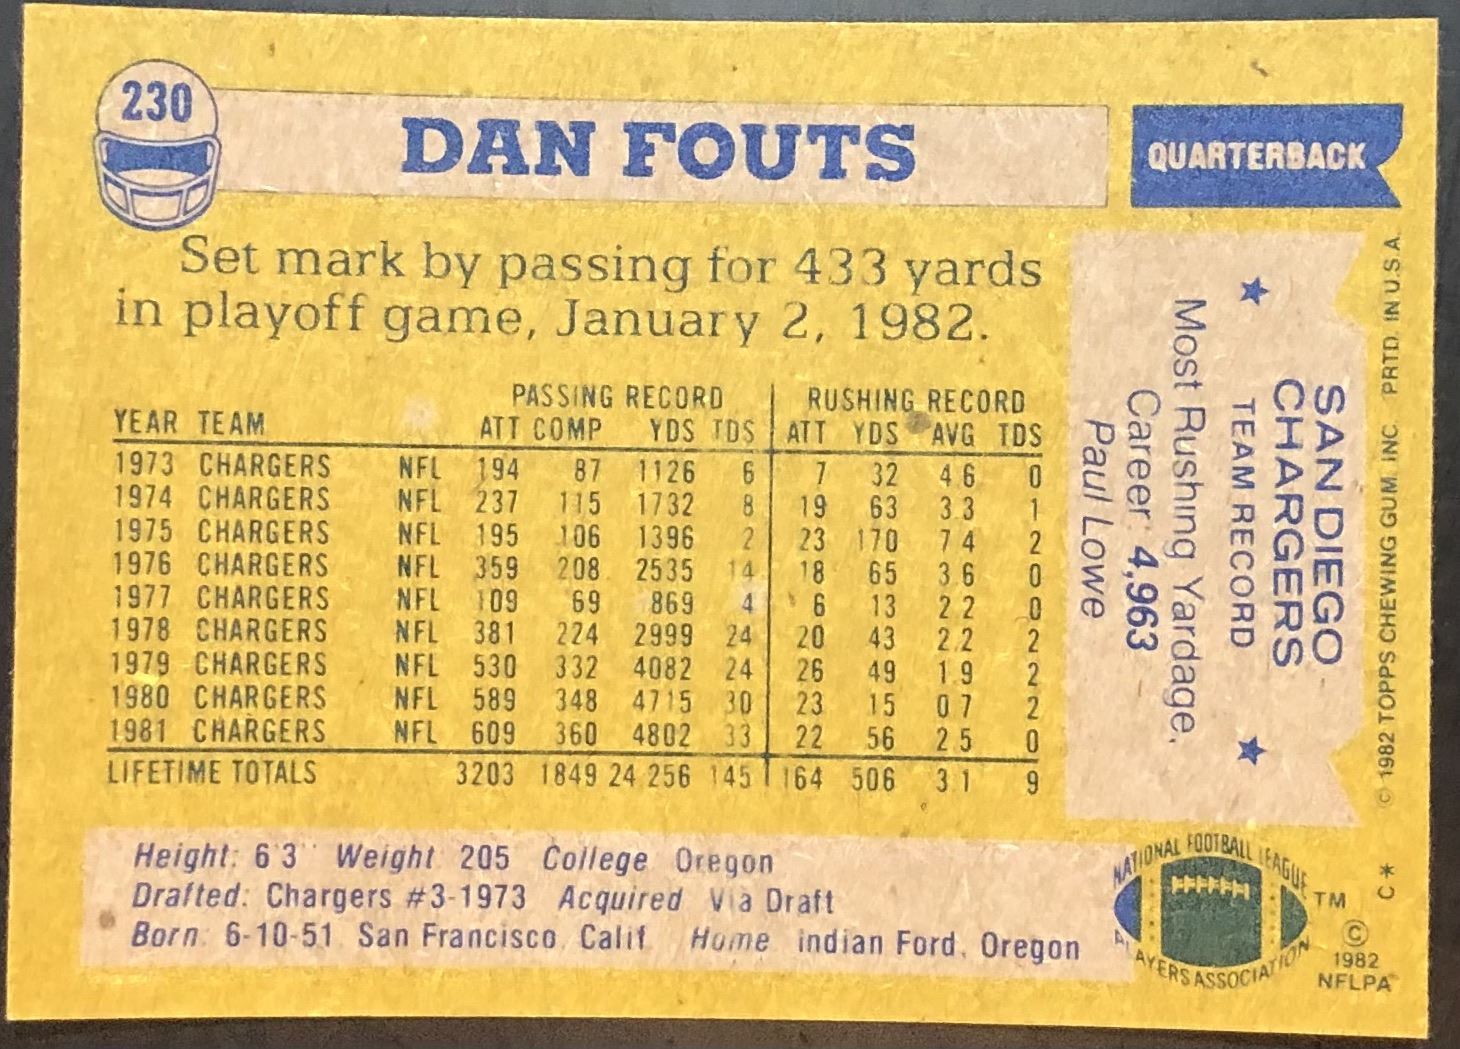 230
DAN FOUTS
QUARTERBACK
Set mark by passing for 433 yards
in playoff game, January 2, 1982.
PASSING RECORD RUSHING RECORD
YEAR TEAM ATT COMP YDS TDS ATT YDS AVG TDS
1973 CHARGERS NFL 194 87 1126 6 7 32 4.6 0
1974 CHARGERS NFL 237 115 1732 8 19 63 3.3 1
1975 CHARGERS NFL 195 106 1396 2 23 170 7.4 2
1976 CHARGERS NFL 359 208 2535 14 18 65 3.6 0
1977 CHARGERS NFL 109 69 869 4 6 13 2.2 0
1978 CHARGERS NFL 381 224 2999 24 20 43 2.2 2
1979 CHARGERS NFL 530 332 4082 24 26 49 1.9 2
1980 CHARGERS NFL 589 348 4715 30 23 15 0.7 2
1981 CHARGERS NFL 609 360 4802 33 22 56 2.5 0
LIFETIME TOTALS 3203 1849 24,256 145 164 506 3.1 9
Height: 6'3" Weight: 205 College: Oregon
Drafted: Chargers #3-1973 Acquired: Via Draft
Born: 6-10-51, San Francisco, Calif. Home: Indian Ford, Oregon
SAN DIEGO
CHARGERS
★ TEAM RECORD ★
Most Rushing Yardage,
Career: 4,963
Paul Lowe
© 1982 TOPPS CHEWING GUM, INC. PRTD. IN U.S.A.
C*
NATIONAL FOOTBALL LEAGUE
PLAYERS ASSOCIATION
TM
©
1982
NFLPA